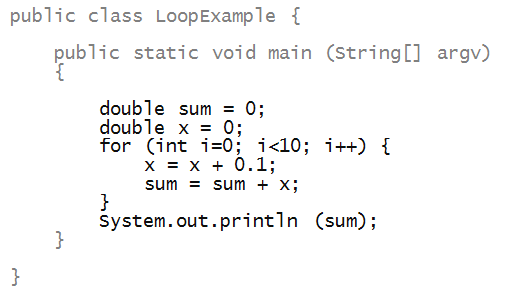 public class LoopExample {
    public static void main (String[] argv)
    {
        double sum = 0;
        double x = 0;
        for (int i=0; i<10; i++) {
            x = x + 0.1;
            sum = sum + x;
        }
        System.out.println (sum);
    }
}